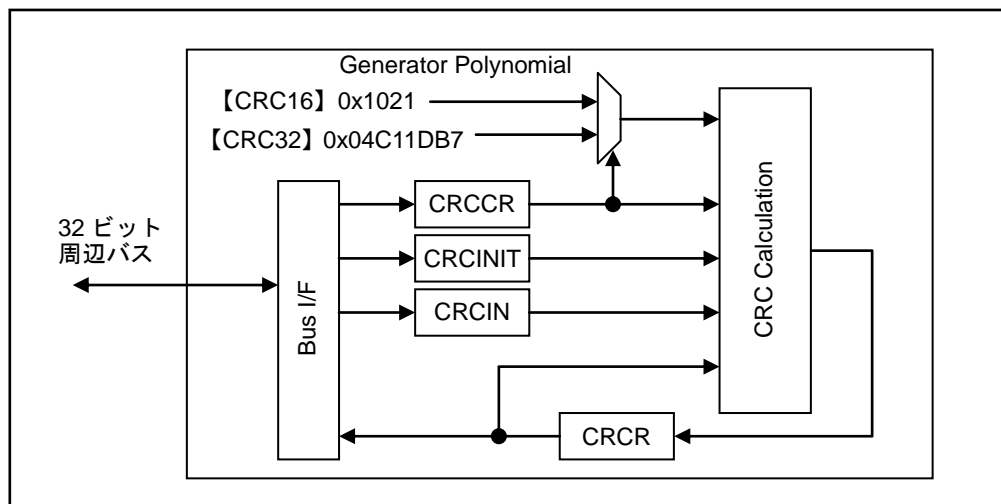 Generator Polynomial
【CRC16】0x1021
【CRC32】0x04C11DB7
32 ビット
周辺バス
Bus I/F
CRCCR
CRCINIT
CRCIN
CRC Calculation
CRCR